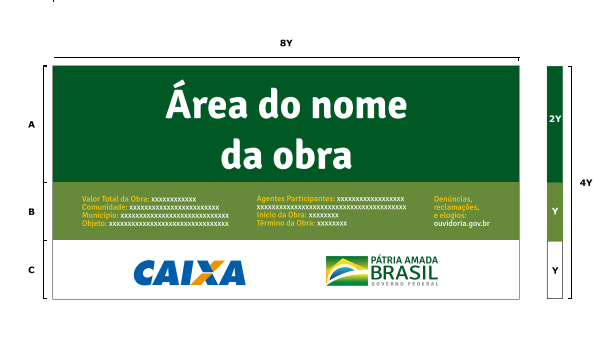 8Y
A
Área do nome
da obra
2Y
4Y
B
Valor Total da Obra: xxxxxxxxxxxx
Comunidade: xxxxxxxxxxxxxxxxxxxxxxxx
Município: xxxxxxxxxxxxxxxxxxxxxxxxxxxxx
Objeto: xxxxxxxxxxxxxxxxxxxxxxxxxxxxxxxx
Agentes Participantes: xxxxxxxxxxxxxxxxxx
xxxxxxxxxxxxxxxxxxxxxxxxxxxxxxxxxxxxxxxx
Início da Obra: xxxxxxxx
Término da Obra: xxxxxxxx
Denúncias,
reclamações,
e elogios:
ouvidoria.gov.br
Y
C
CAIXA
PÁTRIA AMADA
BRASIL
GOVERNO FEDERAL
Y